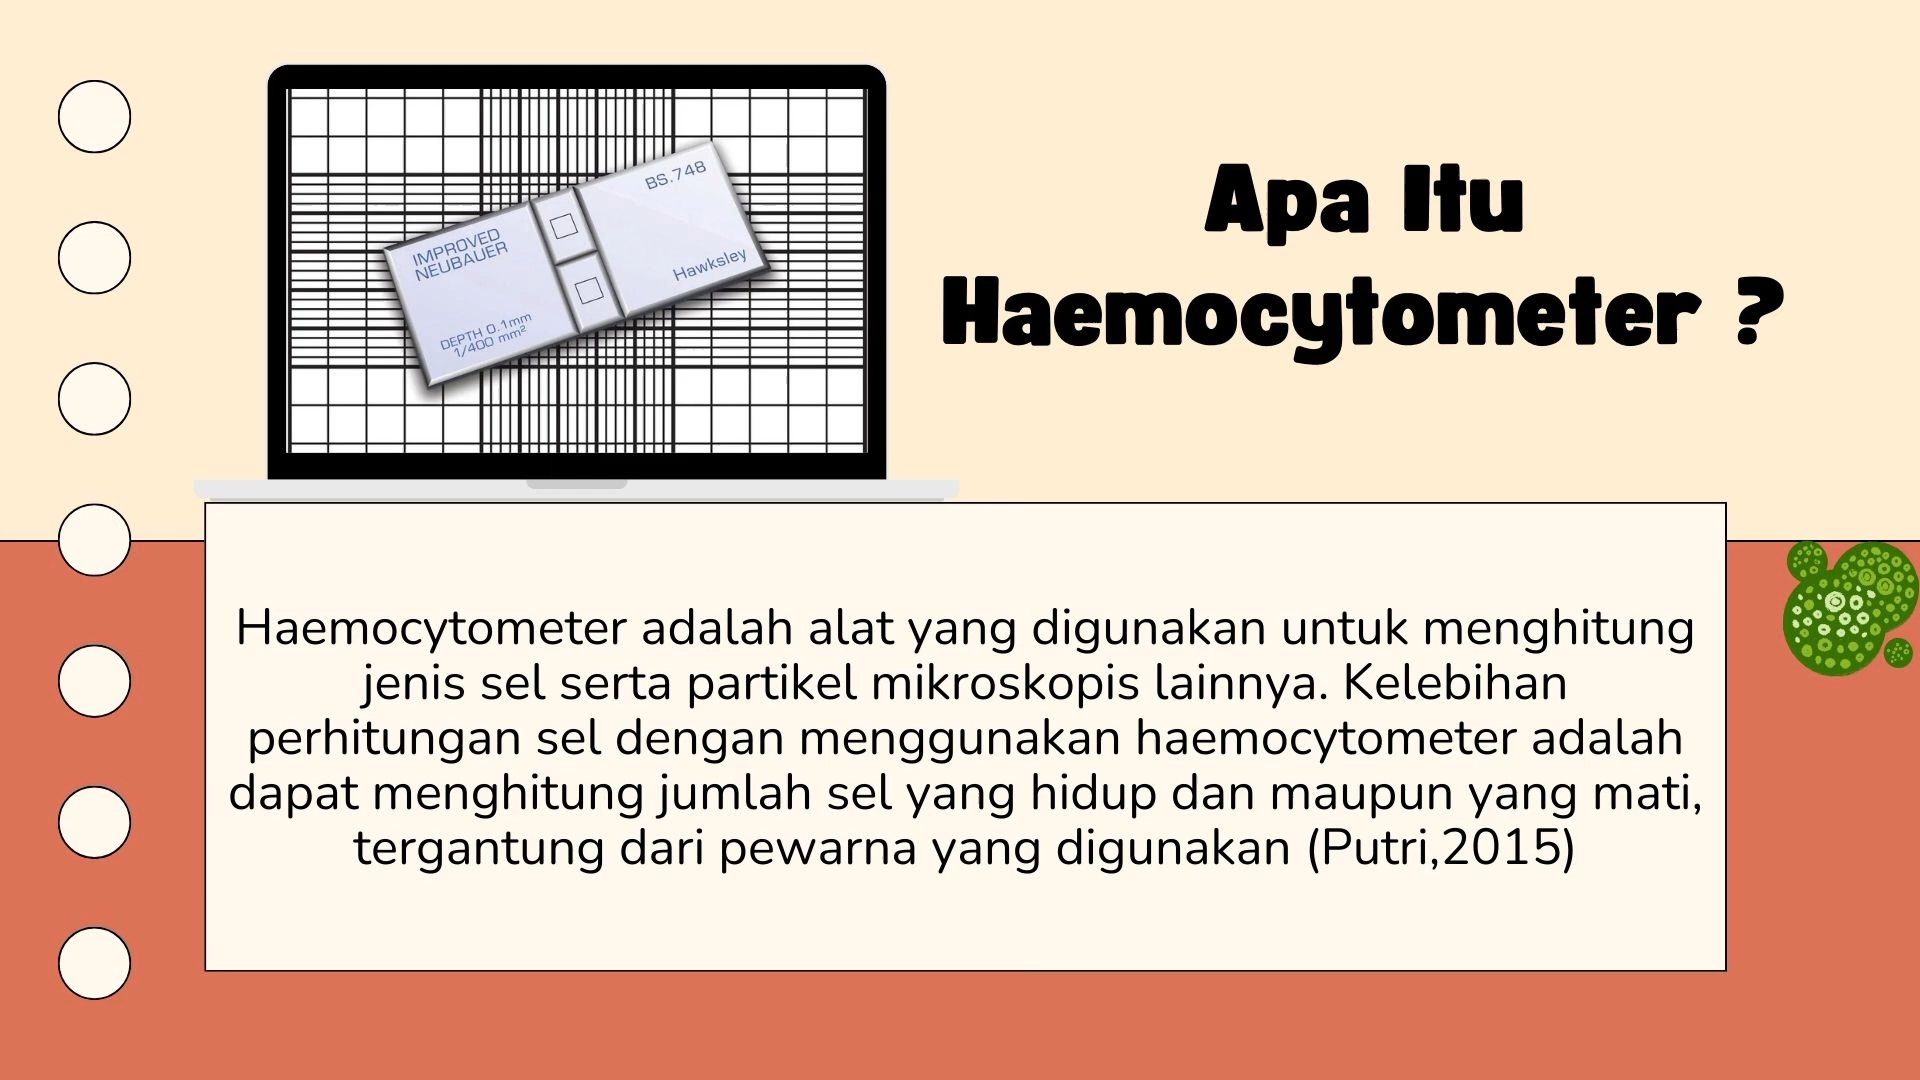 Apa Itu
Haemocytometer ?
IMPROVED
NEUBAUER
DEPTH 0.1mm
1/400 mm²
BS.748
Hawksley
Haemocytometer adalah alat yang digunakan untuk menghitung
jenis sel serta partikel mikroskopis lainnya. Kelebihan
perhitungan sel dengan menggunakan haemocytometer adalah
dapat menghitung jumlah sel yang hidup dan maupun yang mati,
tergantung dari pewarna yang digunakan (Putri,2015)